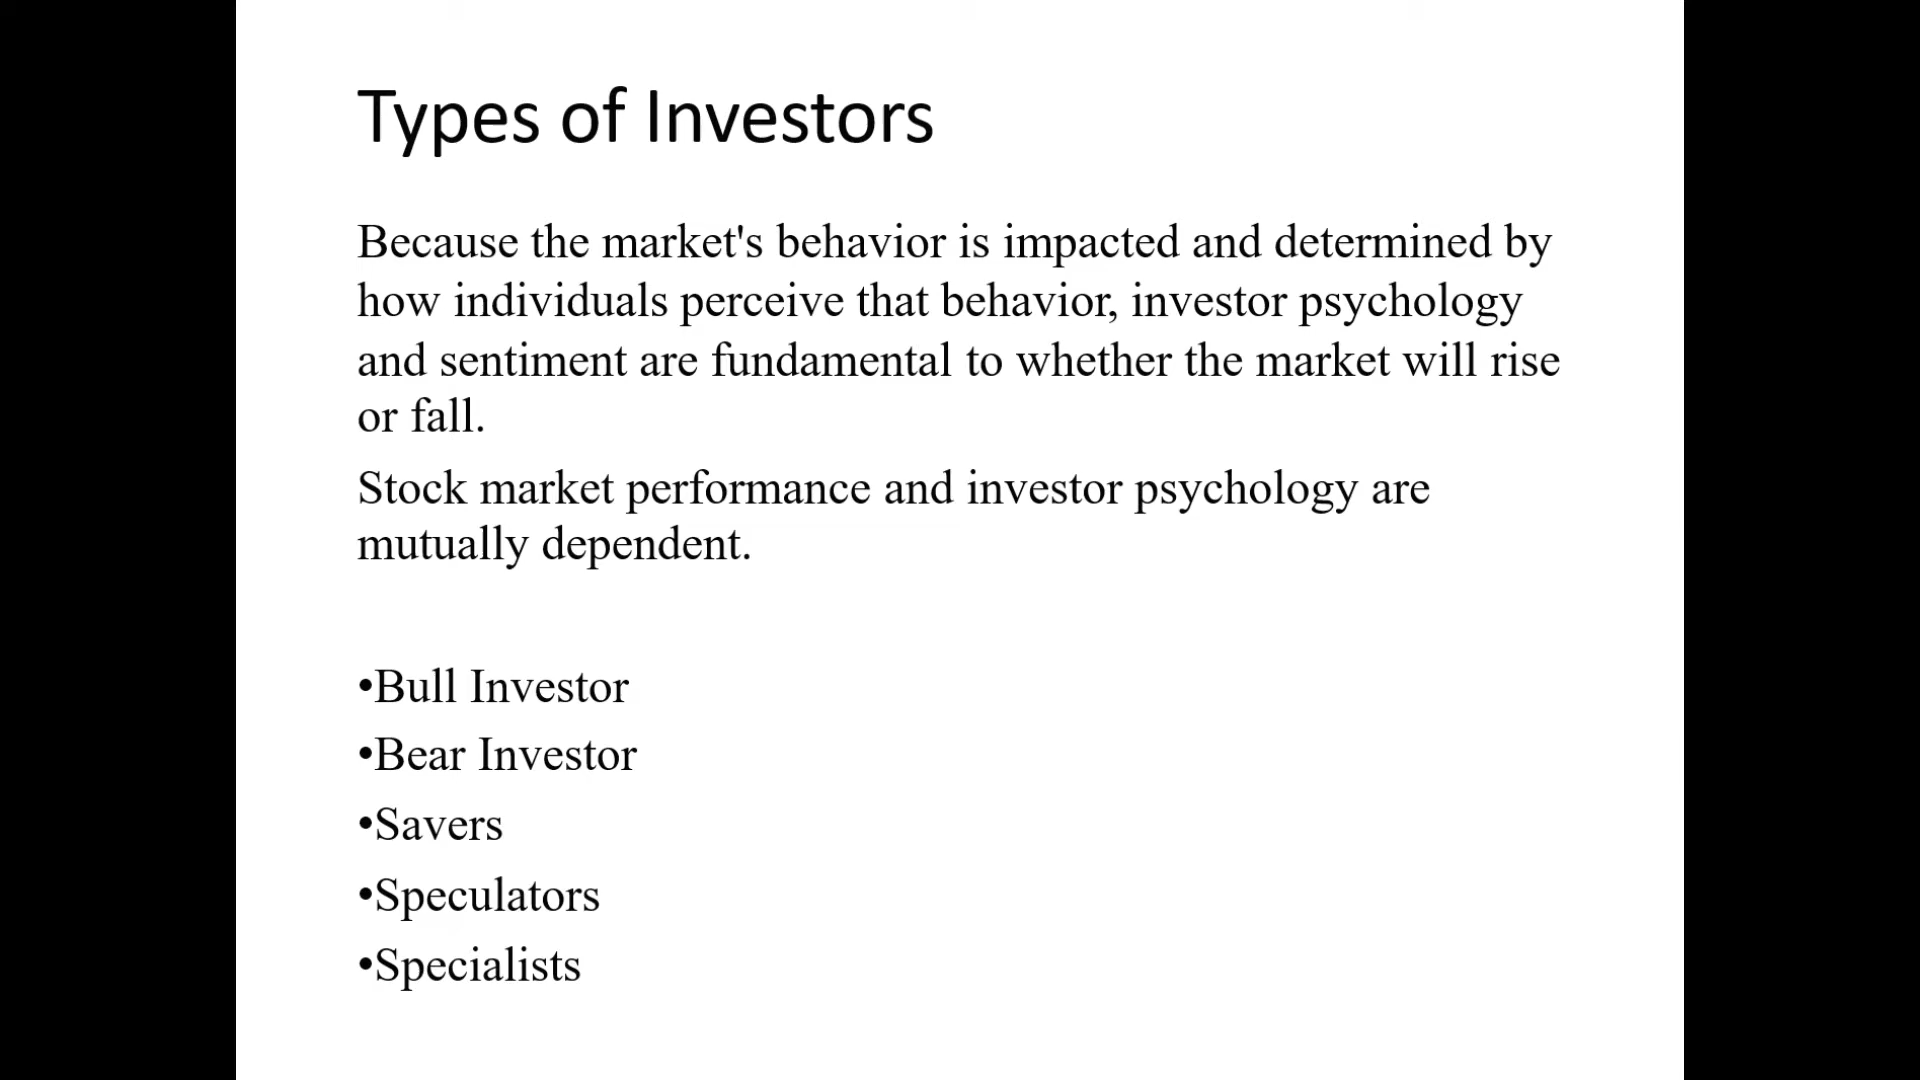 Types of Investors
Because the market's behavior is impacted and determined by
how individuals perceive that behavior, investor psychology
and sentiment are fundamental to whether the market will rise
or fall.
Stock market performance and investor psychology are
mutually dependent.
•Bull Investor
•Bear Investor
•Savers
•Speculators
•Specialists